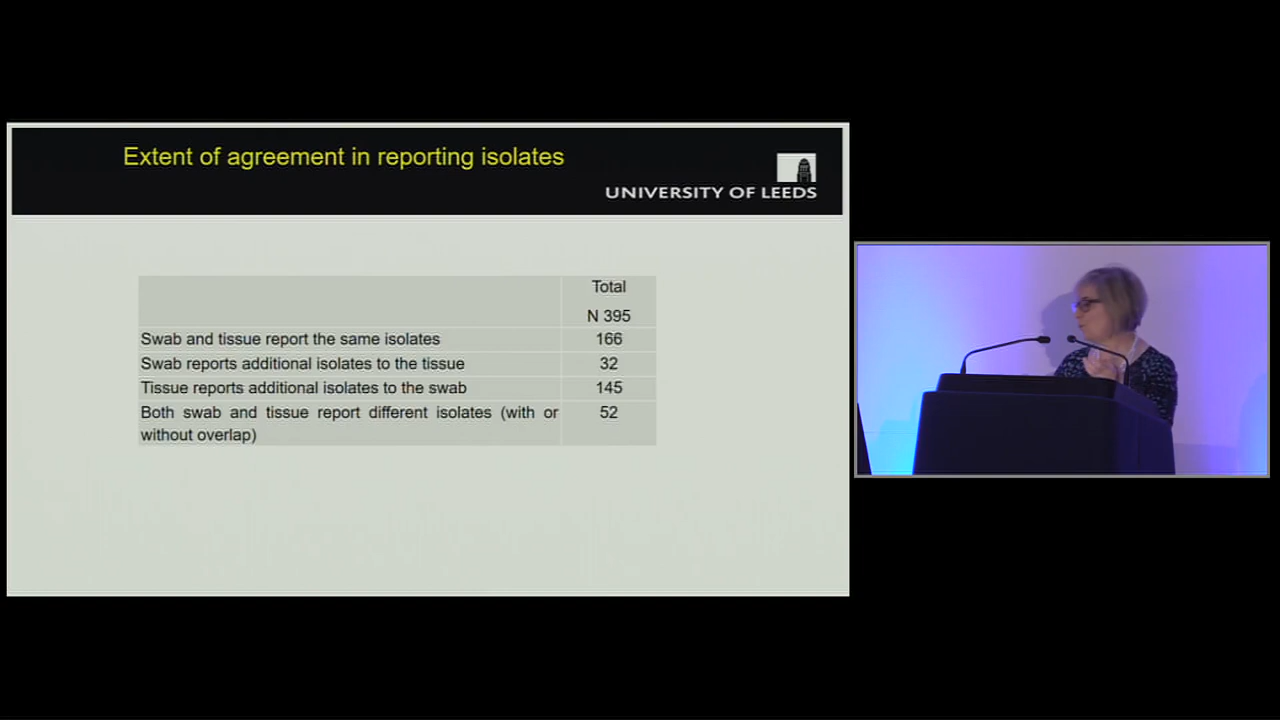 Extent of agreement in reporting isolates
UNIVERSITY OF LEEDS
Total
N 395
Swab and tissue report the same isolates 166
Swab reports additional isolates to the tissue 32
Tissue reports additional isolates to the swab 145
Both swab and tissue report different isolates (with or 52
without overlap)